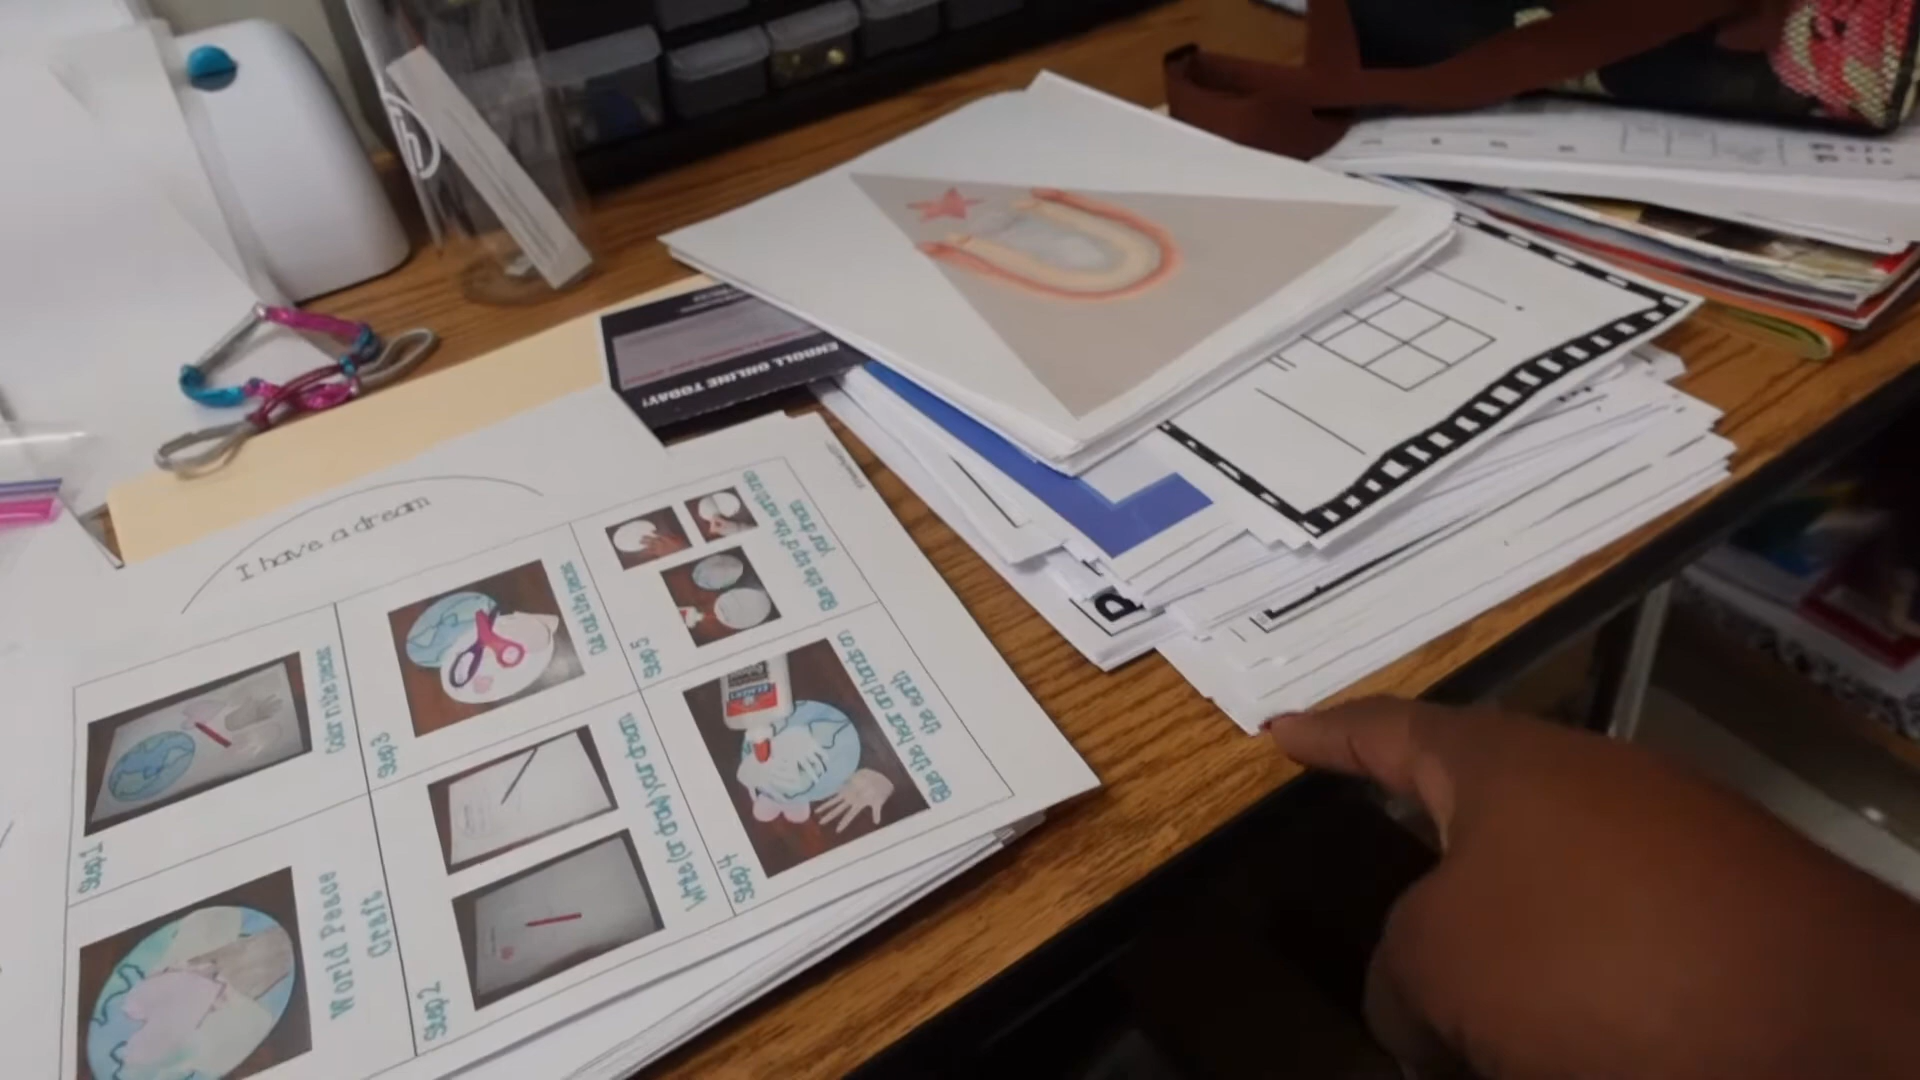 I have a dream
World Peace
Craft
Step 1
Color in the pieces
Step 2
Write (or draw) your dream
Step 3
Cut out the pieces
Step 4
Glue the hear and hands on
the earth
Step 5
Glue the top of the earth onto
your dream
ENROLL ONLINE TODAY!
ELMER'S
h
P